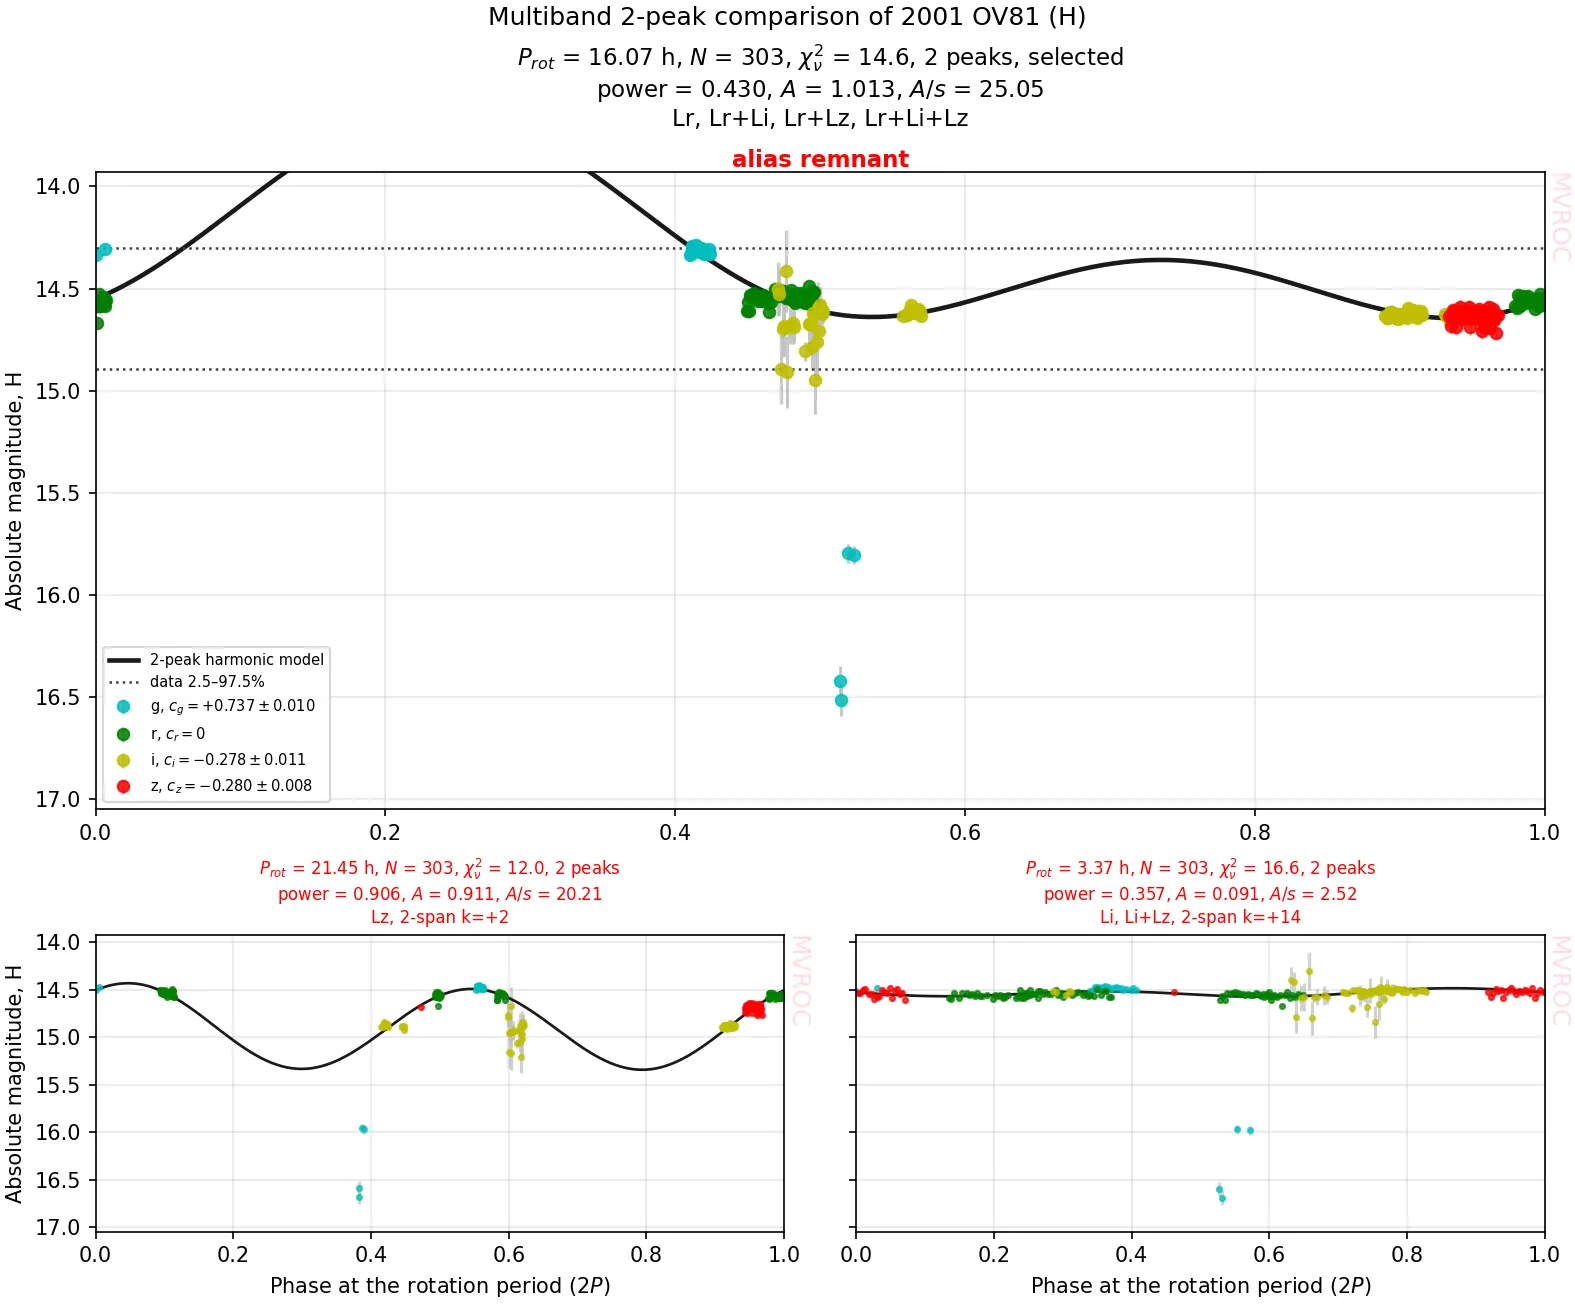 Multiband 2-peak comparison of 2001 OV81 (H)
P_rot = 16.07 h, N = 303, χ²_ν = 14.6, 2 peaks, selected
power = 0.430, A = 1.013, A/s = 25.05
Lr, Lr+Li, Lr+Lz, Lr+Li+Lz
alias remnant
MVROC
Absolute magnitude, H
14.0
14.5
15.0
15.5
16.0
16.5
17.0
2-peak harmonic model
data 2.5–97.5%
g, c_g = +0.737 ± 0.010
r, c_r = 0
i, c_i = −0.278 ± 0.011
z, c_z = −0.280 ± 0.008
0.0 0.2 0.4 0.6 0.8 1.0
P_rot = 21.45 h, N = 303, χ²_ν = 12.0, 2 peaks
power = 0.906, A = 0.911, A/s = 20.21
Lz, 2-span k=+2
MVROC
Absolute magnitude, H
14.0
14.5
15.0
15.5
16.0
16.5
17.0
0.0 0.2 0.4 0.6 0.8 1.0
Phase at the rotation period (2P)
P_rot = 3.37 h, N = 303, χ²_ν = 16.6, 2 peaks
power = 0.357, A = 0.091, A/s = 2.52
Li, Li+Lz, 2-span k=+14
MVROC
0.0 0.2 0.4 0.6 0.8 1.0
Phase at the rotation period (2P)